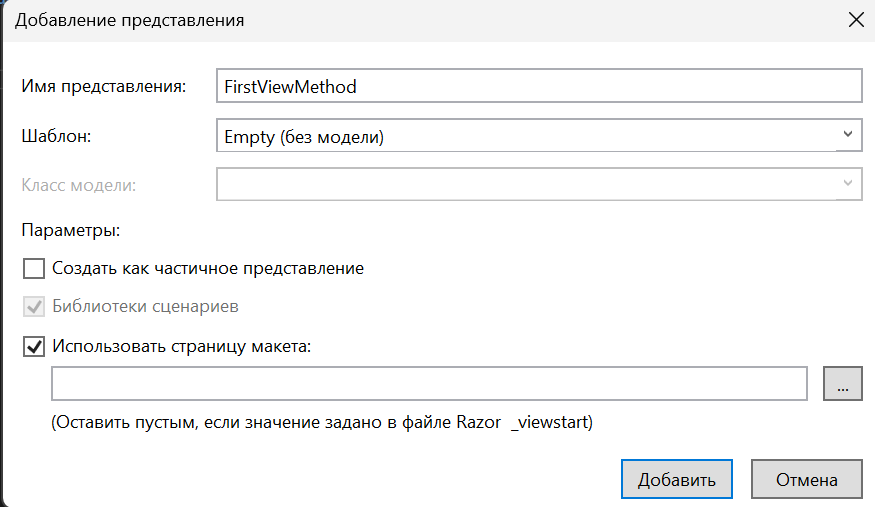 Добавление представления
Имя представления: FirstViewMethod
Шаблон: Empty (без модели)
Класс модели:
Параметры:
Создать как частичное представление
Библиотеки сценариев
Использовать страницу макета:
...
(Оставить пустым, если значение задано в файле Razor _viewstart)
Добавить Отмена